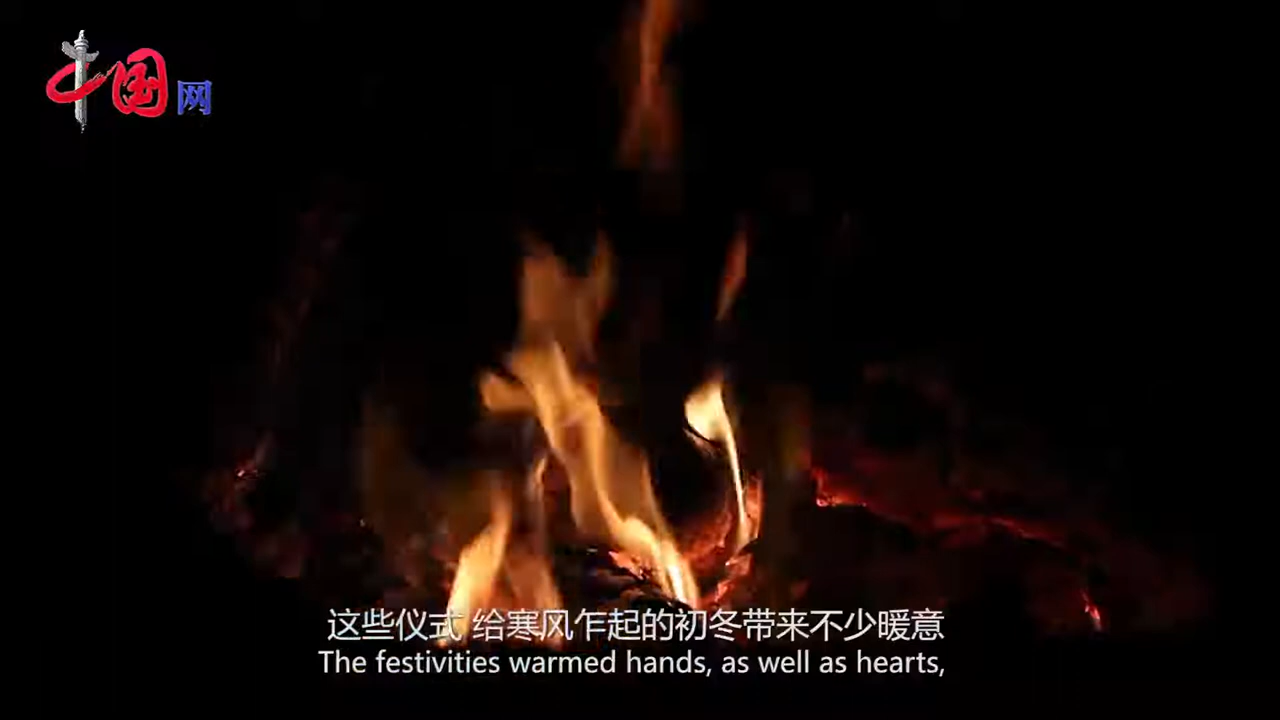 中国网
这些仪式 给寒风乍起的初冬带来不少暖意
The festivities warmed hands, as well as hearts,